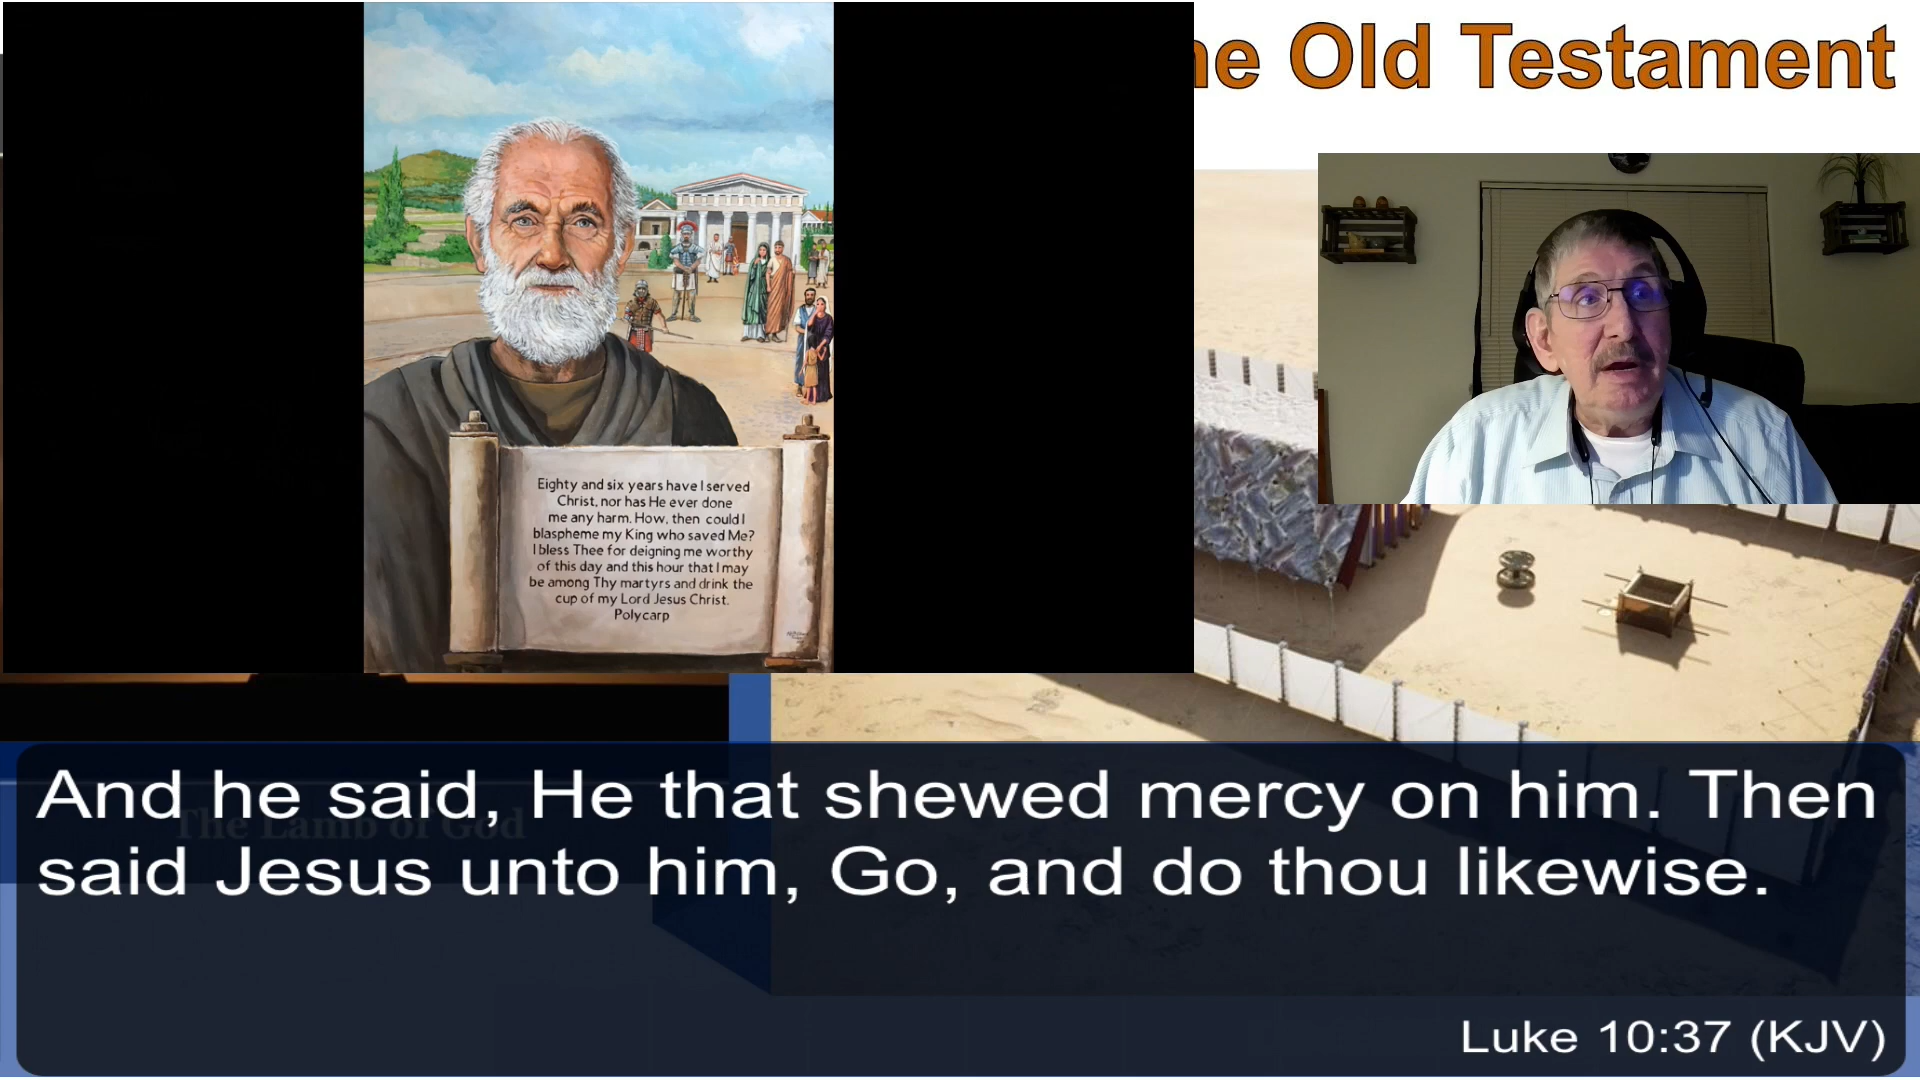 he Old Testament
Eighty and six years have I served
Christ, nor has He ever done
me any harm. How, then could I
blaspheme my King who saved Me?
I bless Thee for deigning me worthy
of this day and this hour that I may
be among Thy martyrs and drink the
cup of my Lord Jesus Christ.
Polycarp
The Lamb of God
And he said, He that shewed mercy on him. Then
said Jesus unto him, Go, and do thou likewise.
Luke 10:37 (KJV)